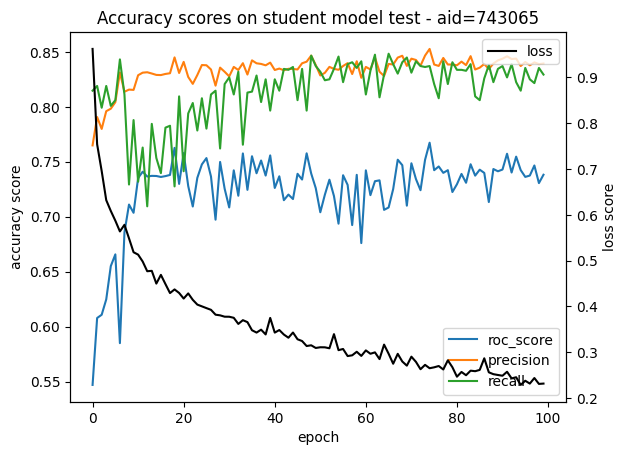 Accuracy scores on student model test - aid=743065
loss
0.85
0.80
0.75
0.70
0.65
0.60
0.55
accuracy score
0.9
0.8
0.7
0.6
0.5
0.4
0.3
0.2
loss score
roc_score
precision
recall
0
20
40
60
80
100
epoch